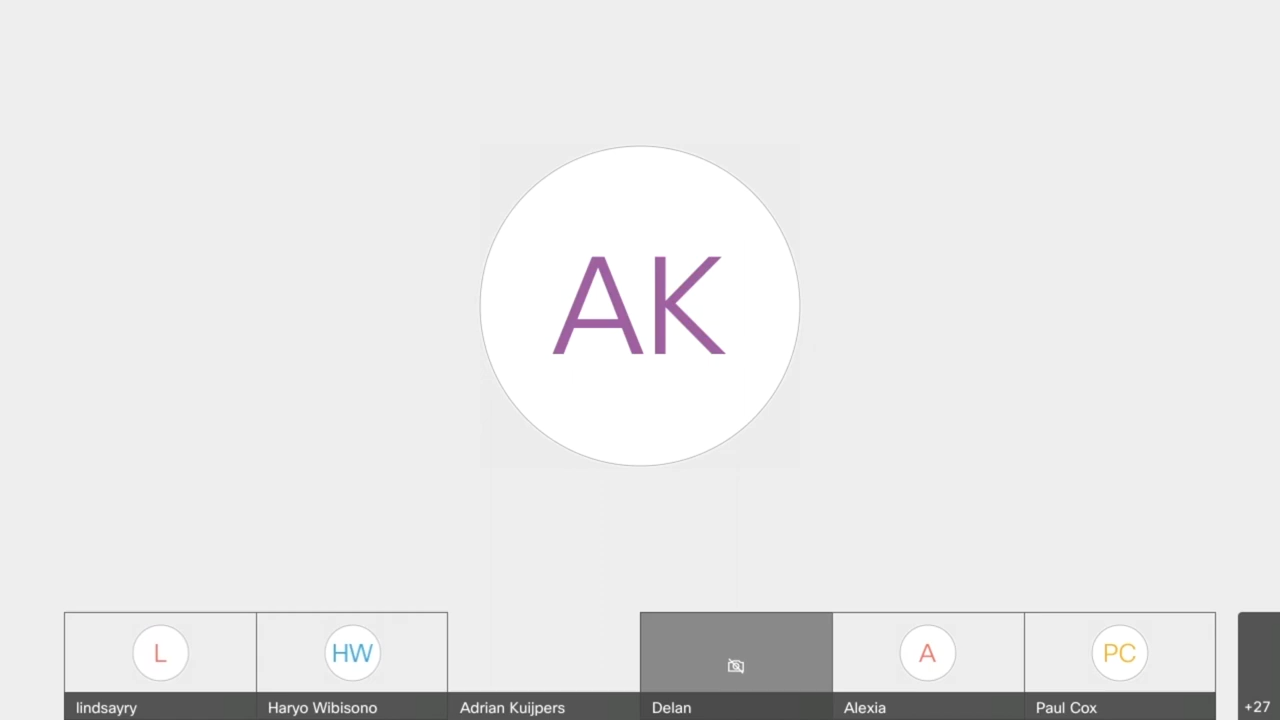 AK
L
HW
A
PC
lindsayry
Haryo Wibisono
Adrian Kuijpers
Delan
Alexia
Paul Cox
+27